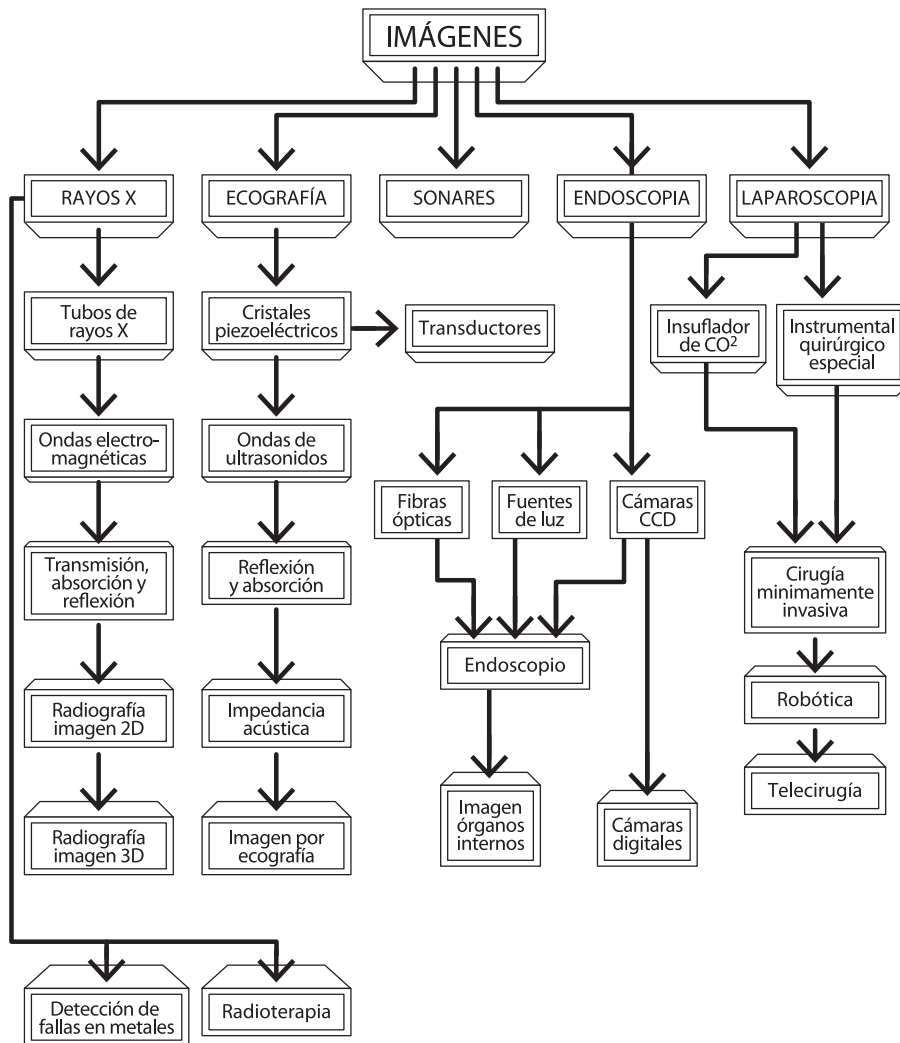 IMÁGENES
RAYOS X
ECOGRAFÍA
SONARES
ENDOSCOPIA
LAPAROSCOPIA
Tubos de
rayos X
Cristales
piezoeléctricos
Transductores
Insuflador
de CO²
Instrumental
quirúrgico
especial
Ondas electro-
magnéticas
Ondas de
ultrasonidos
Fibras
ópticas
Fuentes
de luz
Cámaras
CCD
Transmisión,
absorción y
reflexión
Reflexión
y absorción
Cirugía
minimamente
invasiva
Endoscopio
Radiografía
imagen 2D
Impedancia
acústica
Robótica
Telecirugía
Radiografía
imagen 3D
Imagen por
ecografía
Imagen
órganos
internos
Cámaras
digitales
Detección de
fallas en metales
Radioterapia